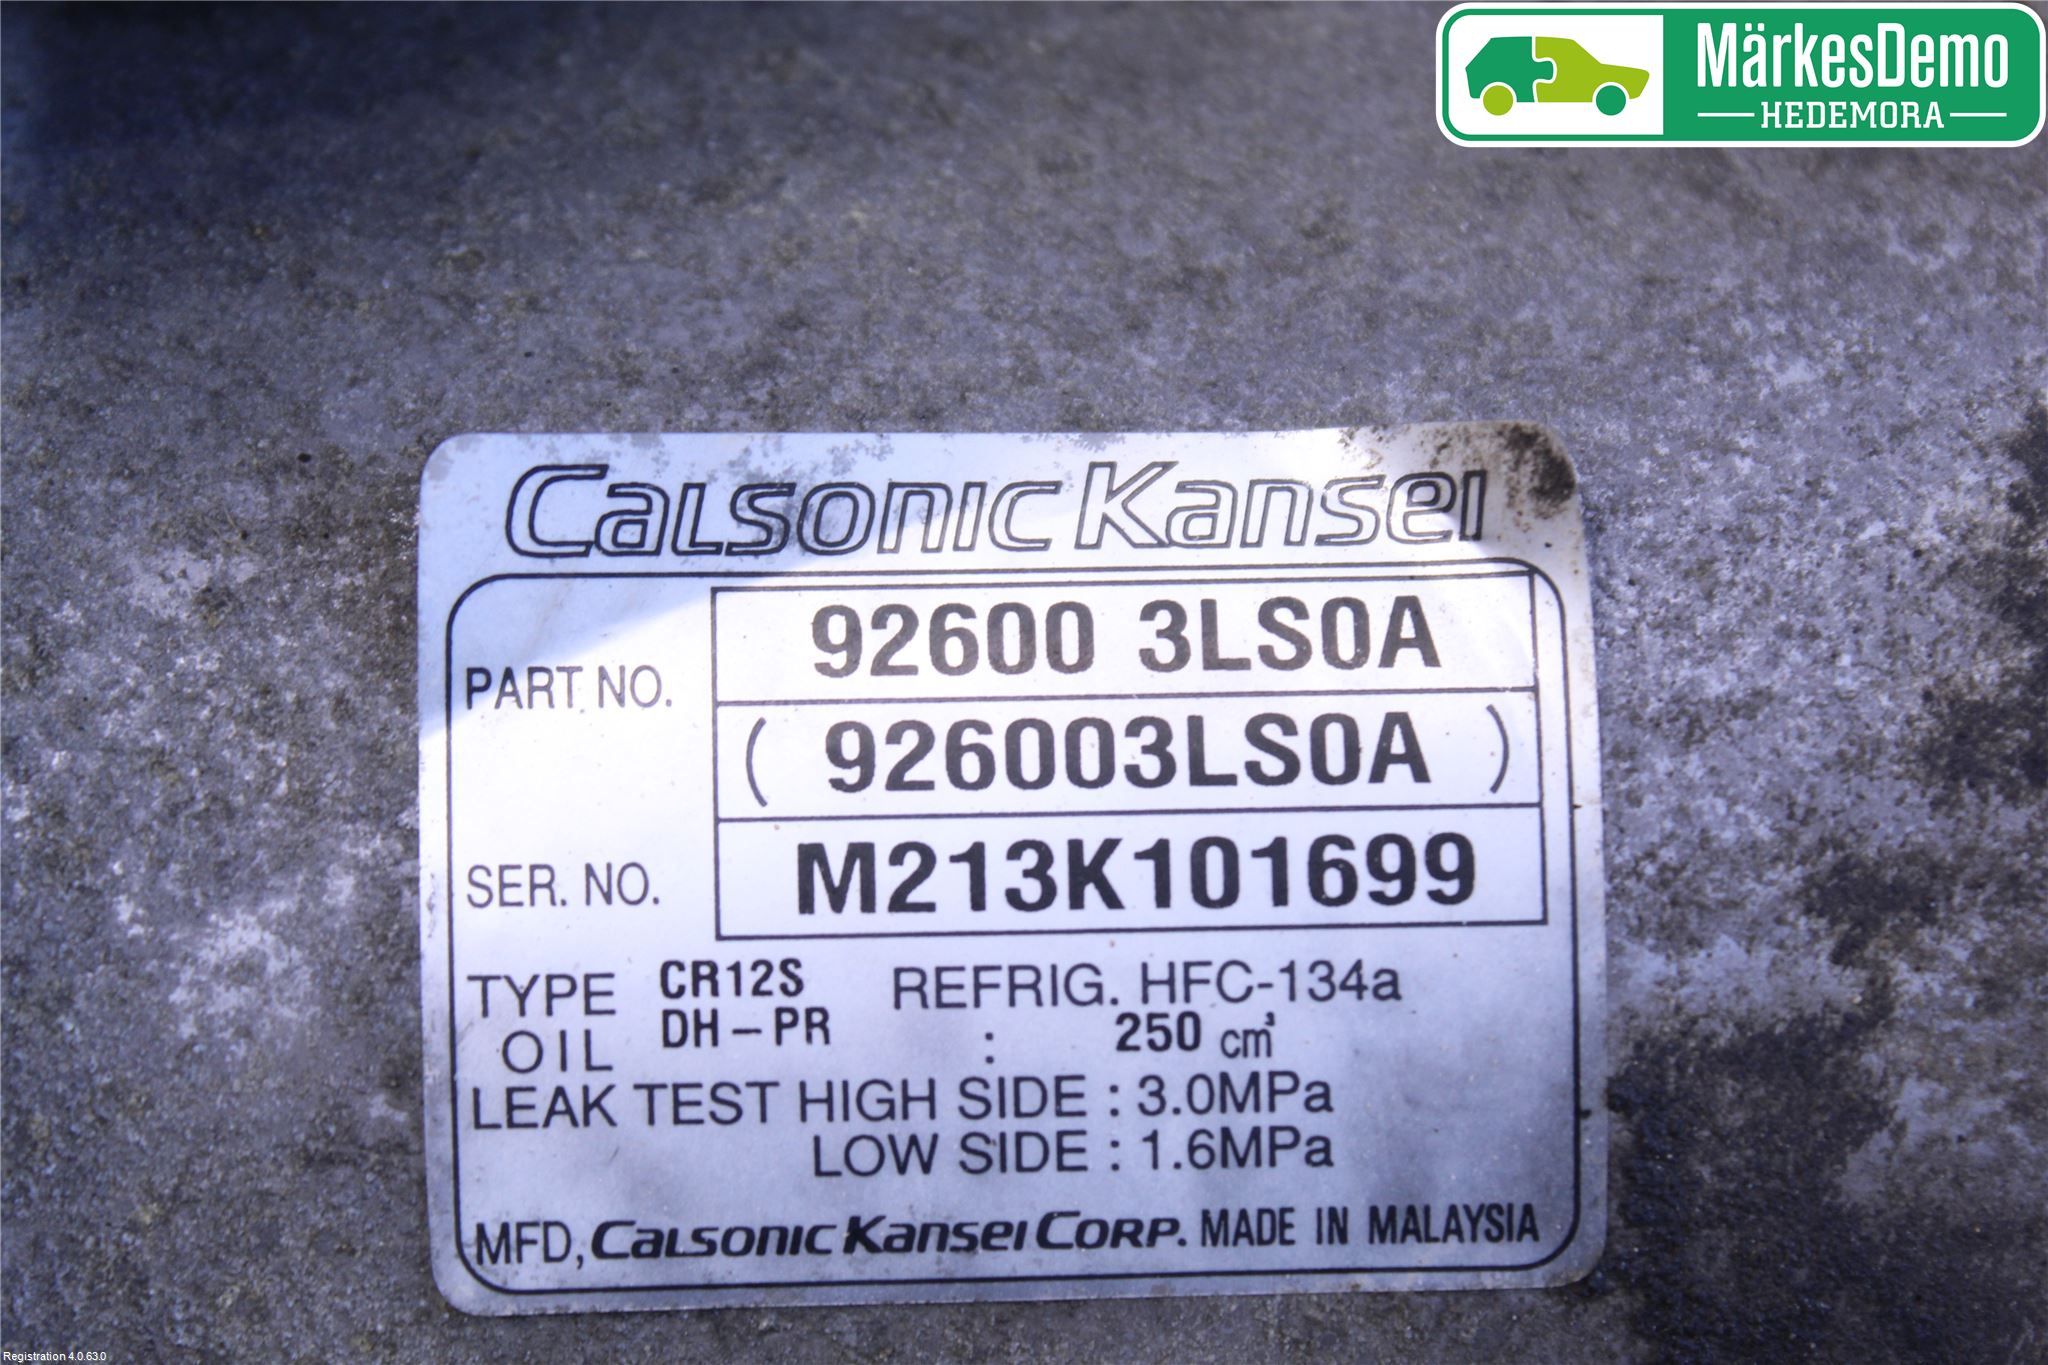 MärkesDemo
HEDEMORA
Calsonic Kansei
PART NO. 92600 3LS0A
( 926003LS0A )
SER. NO. M213K101699
TYPE CR12S REFRIG. HFC-134a
OIL DH-PR : 250 cm³
LEAK TEST HIGH SIDE : 3.0MPa
LOW SIDE : 1.6MPa
MFD, Calsonic Kansei Corp. MADE IN MALAYSIA
Registration 4.0.63.0